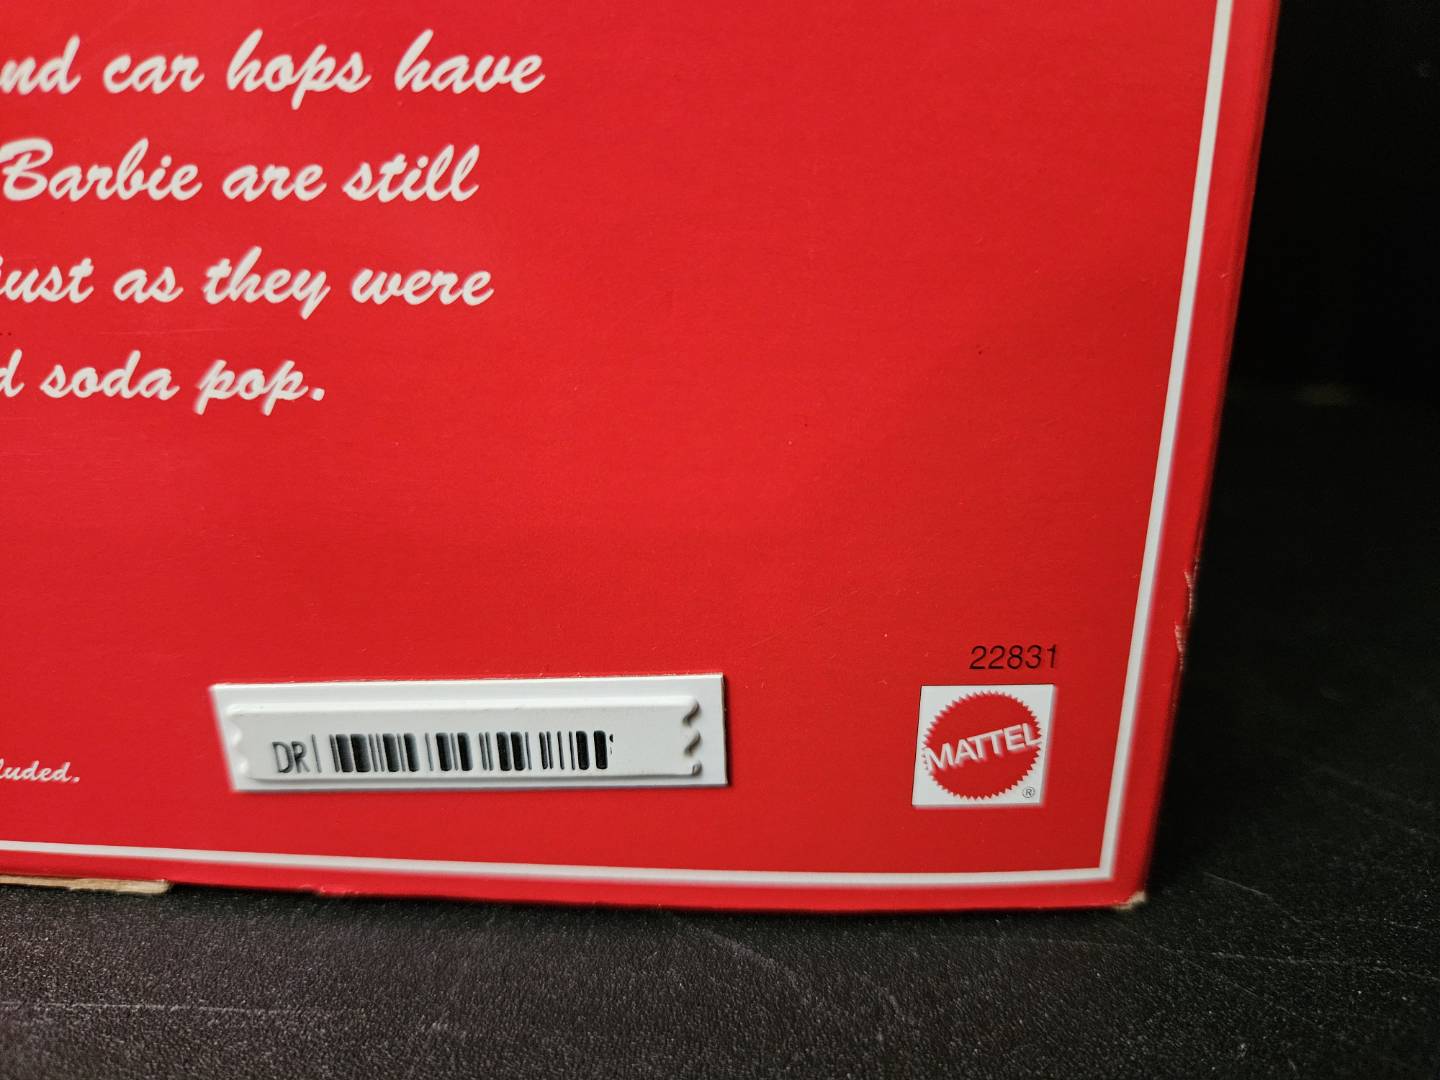 nd car hops have
Barbie are still
just as they were
d soda pop.
22831
DR
MATTEL
®
luded.